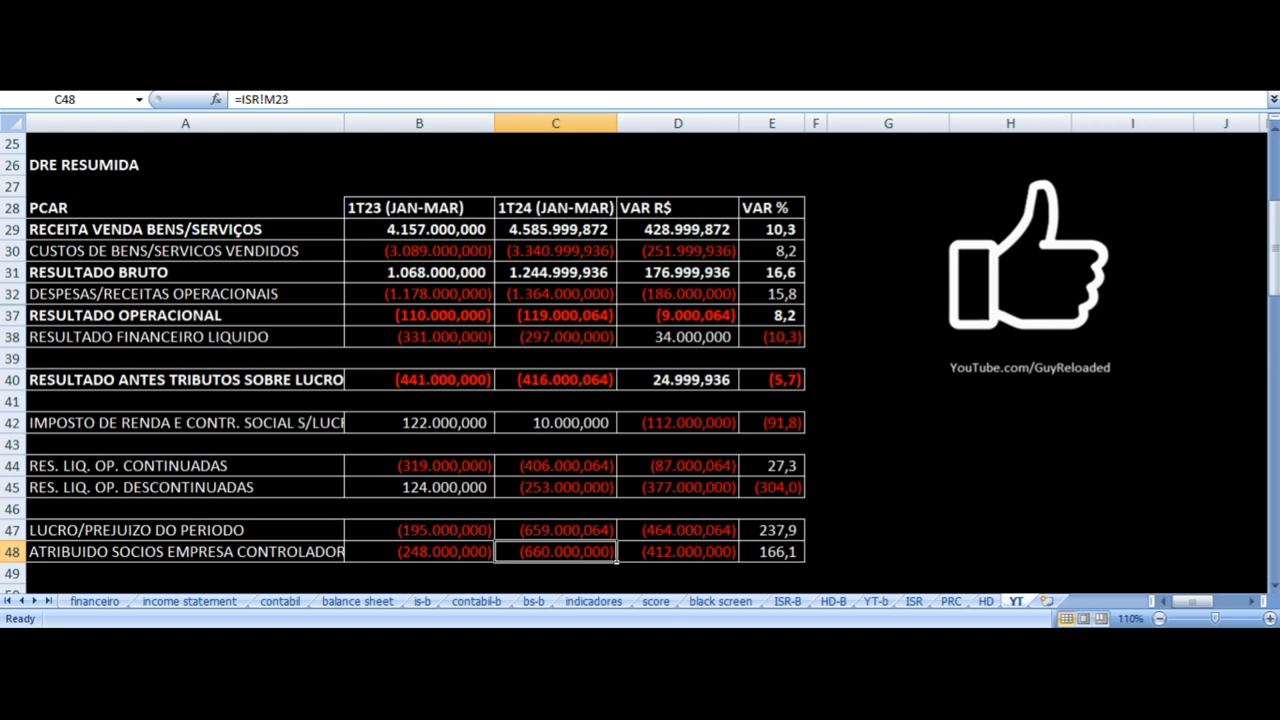 C48 fx =ISR!M23
A B C D E F G H I J
25
26 DRE RESUMIDA
27
28 PCAR 1T23 (JAN-MAR) 1T24 (JAN-MAR) VAR R$ VAR %
29 RECEITA VENDA BENS/SERVIÇOS 4.157.000,000 4.585.999,872 428.999,872 10,3
30 CUSTOS DE BENS/SERVICOS VENDIDOS (3.089.000,000) (3.340.999,936) (251.999,936) 8,2
31 RESULTADO BRUTO 1.068.000,000 1.244.999,936 176.999,936 16,6
32 DESPESAS/RECEITAS OPERACIONAIS (1.178.000,000) (1.364.000,000) (186.000,000) 15,8
37 RESULTADO OPERACIONAL (110.000,000) (119.000,064) (9.000,064) 8,2
38 RESULTADO FINANCEIRO LIQUIDO (331.000,000) (297.000,000) 34.000,000 (10,3)
39
40 RESULTADO ANTES TRIBUTOS SOBRE LUCRO (441.000,000) (416.000,064) 24.999,936 (5,7)
41
42 IMPOSTO DE RENDA E CONTR. SOCIAL S/LUCR 122.000,000 10.000,000 (112.000,000) (91,8)
43
44 RES. LIQ. OP. CONTINUADAS (319.000,000) (406.000,064) (87.000,064) 27,3
45 RES. LIQ. OP. DESCONTINUADAS 124.000,000 (253.000,000) (377.000,000) (304,0)
46
47 LUCRO/PREJUIZO DO PERIODO (195.000,000) (659.000,064) (464.000,064) 237,9
48 ATRIBUIDO SOCIOS EMPRESA CONTROLADOR (248.000,000) (660.000,000) (412.000,000) 166,1
49
YouTube.com/GuyReloaded
financeiro income statement contabil balance sheet is-b contabil-b bs-b indicadores score black screen ISR-B HD-B YT-b ISR PRC HD YT
Ready 110%